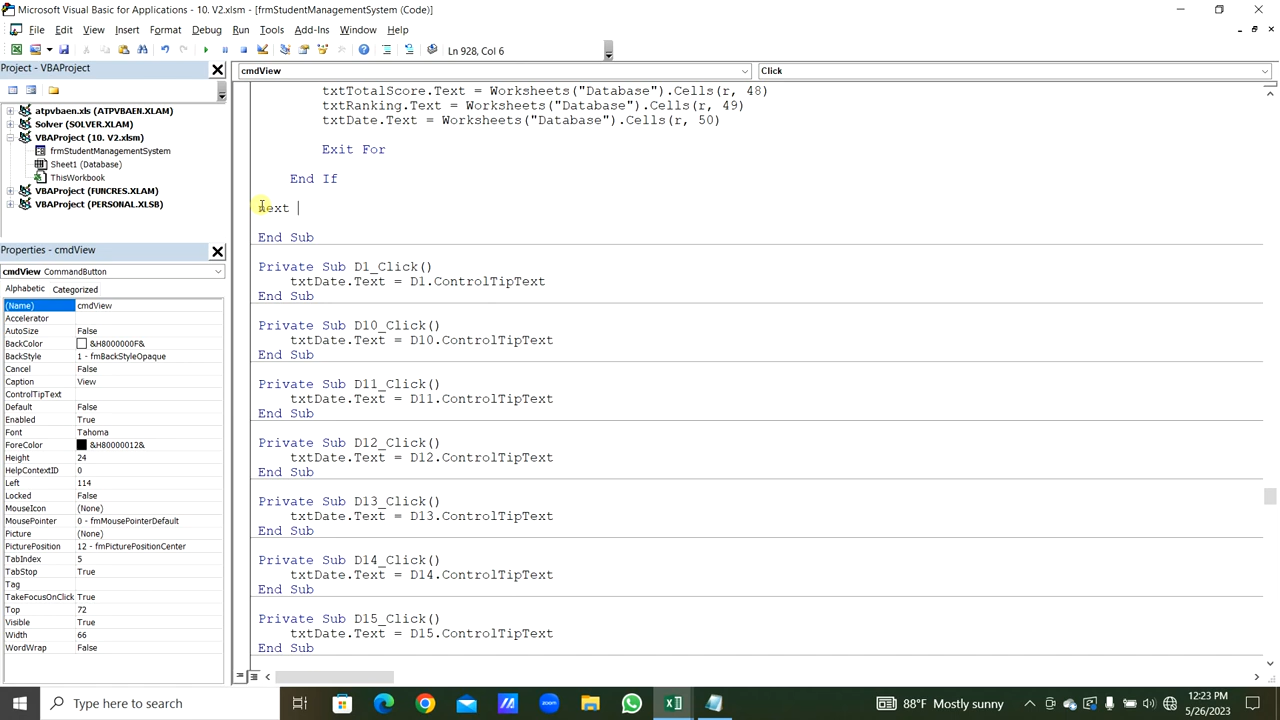 Microsoft Visual Basic for Applications - 10. V2.xlsm - [frmStudentManagementSystem (Code)]
File Edit View Insert Format Debug Run Tools Add-Ins Window Help
Ln 928, Col 6
Project - VBAProject
cmdView
Click
atpvbaen.xls (ATPVBAEN.XLAM)
Solver (SOLVER.XLAM)
VBAProject (10. V2.xlsm)
frmStudentManagementSystem
Sheet1 (Database)
ThisWorkbook
VBAProject (FUNCRES.XLAM)
VBAProject (PERSONAL.XLSB)
Properties - cmdView
cmdView CommandButton
Alphabetic Categorized
(Name) cmdView
Accelerator
AutoSize False
BackColor &H8000000F&
BackStyle 1 - fmBackStyleOpaque
Cancel False
Caption View
ControlTipText
Default False
Enabled True
Font Tahoma
ForeColor &H80000012&
Height 24
HelpContextID 0
Left 114
Locked False
MouseIcon (None)
MousePointer 0 - fmMousePointerDefault
Picture (None)
PicturePosition 12 - fmPicturePositionCenter
TabIndex 5
TabStop True
Tag
TakeFocusOnClick True
Top 72
Visible True
Width 66
WordWrap False
txtTotalScore.Text = Worksheets("Database").Cells(r, 48)
txtRanking.Text = Worksheets("Database").Cells(r, 49)
txtDate.Text = Worksheets("Database").Cells(r, 50)
Exit For
End If
next
End Sub
Private Sub D1_Click()
txtDate.Text = D1.ControlTipText
End Sub
Private Sub D10_Click()
txtDate.Text = D10.ControlTipText
End Sub
Private Sub D11_Click()
txtDate.Text = D11.ControlTipText
End Sub
Private Sub D12_Click()
txtDate.Text = D12.ControlTipText
End Sub
Private Sub D13_Click()
txtDate.Text = D13.ControlTipText
End Sub
Private Sub D14_Click()
txtDate.Text = D14.ControlTipText
End Sub
Private Sub D15_Click()
txtDate.Text = D15.ControlTipText
End Sub
Type here to search
zoom
88°F Mostly sunny
12:23 PM
5/26/2023